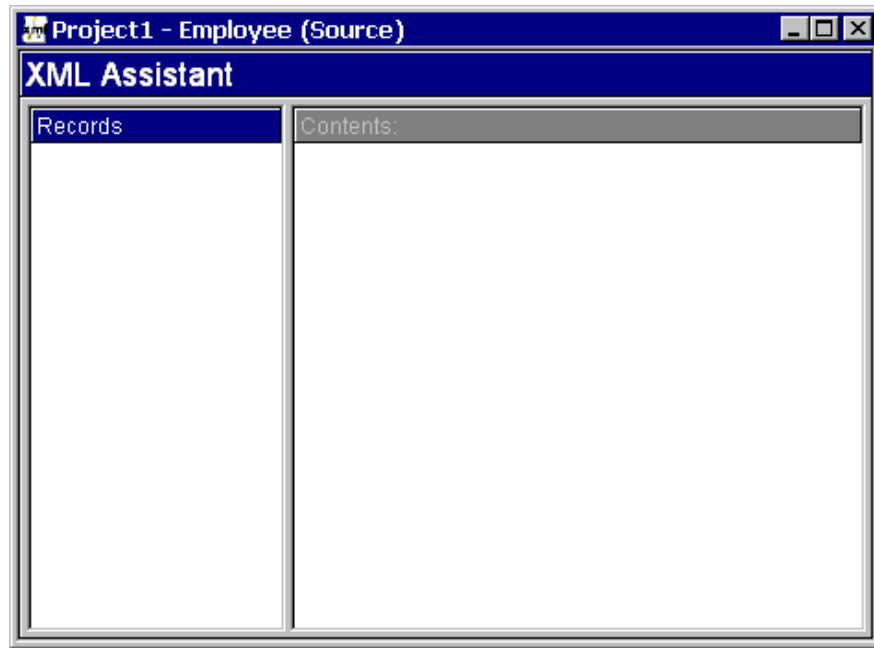 Project1 - Employee (Source)
XML Assistant
Records
Contents: